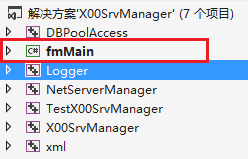 解决方案'X00SrvManager' (7 个项目)
DBPoolAccess
C# fmMain
Logger
NetServerManager
TestX00SrvManager
X00SrvManager
xml